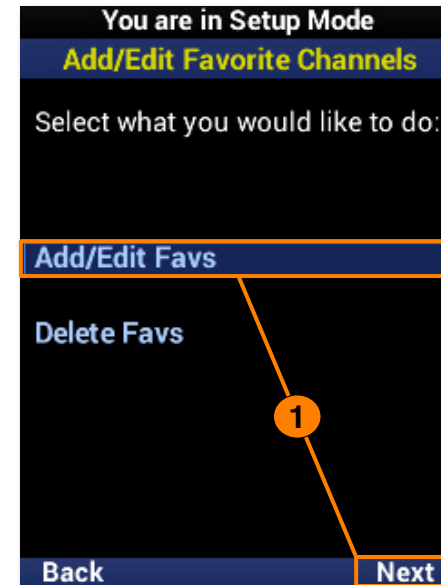 You are in Setup Mode
Add/Edit Favorite Channels
Select what you would like to do:
Add/Edit Favs
Delete Favs
1
Back Next